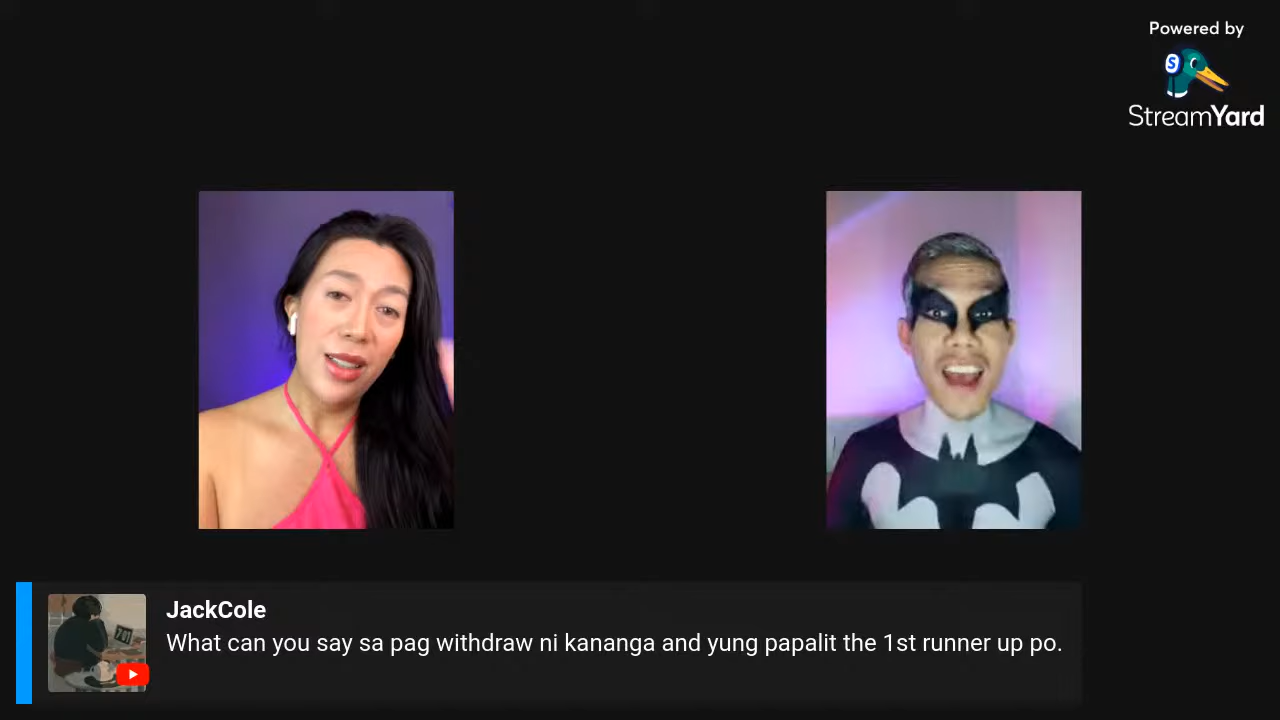 Powered by
StreamYard
JackCole
What can you say sa pag withdraw ni kananga and yung papalit the 1st runner up po.